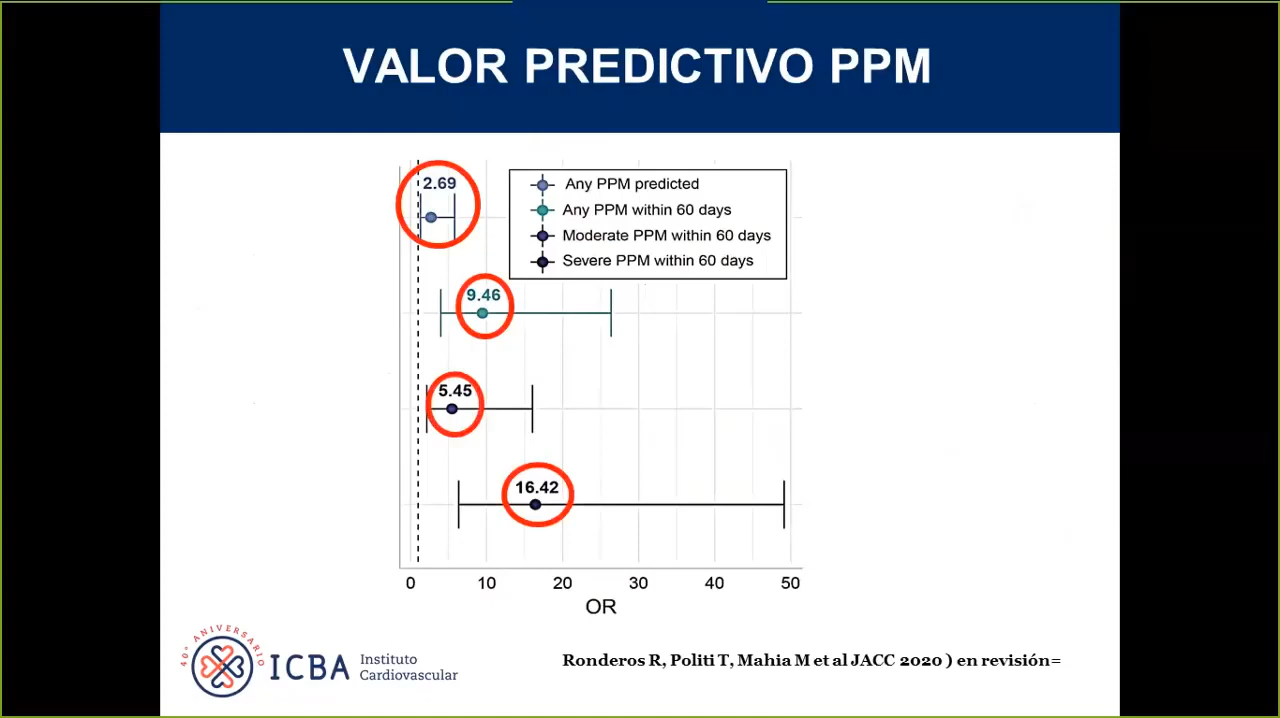 VALOR PREDICTIVO PPM
2.69
Any PPM predicted
Any PPM within 60 days
Moderate PPM within 60 days
Severe PPM within 60 days
9.46
5.45
16.42
0 10 20 30 40 50
OR
40° ANIVERSARIO
ICBA
Instituto
Cardiovascular
Ronderos R, Politi T, Mahia M et al JACC 2020 ) en revisión=